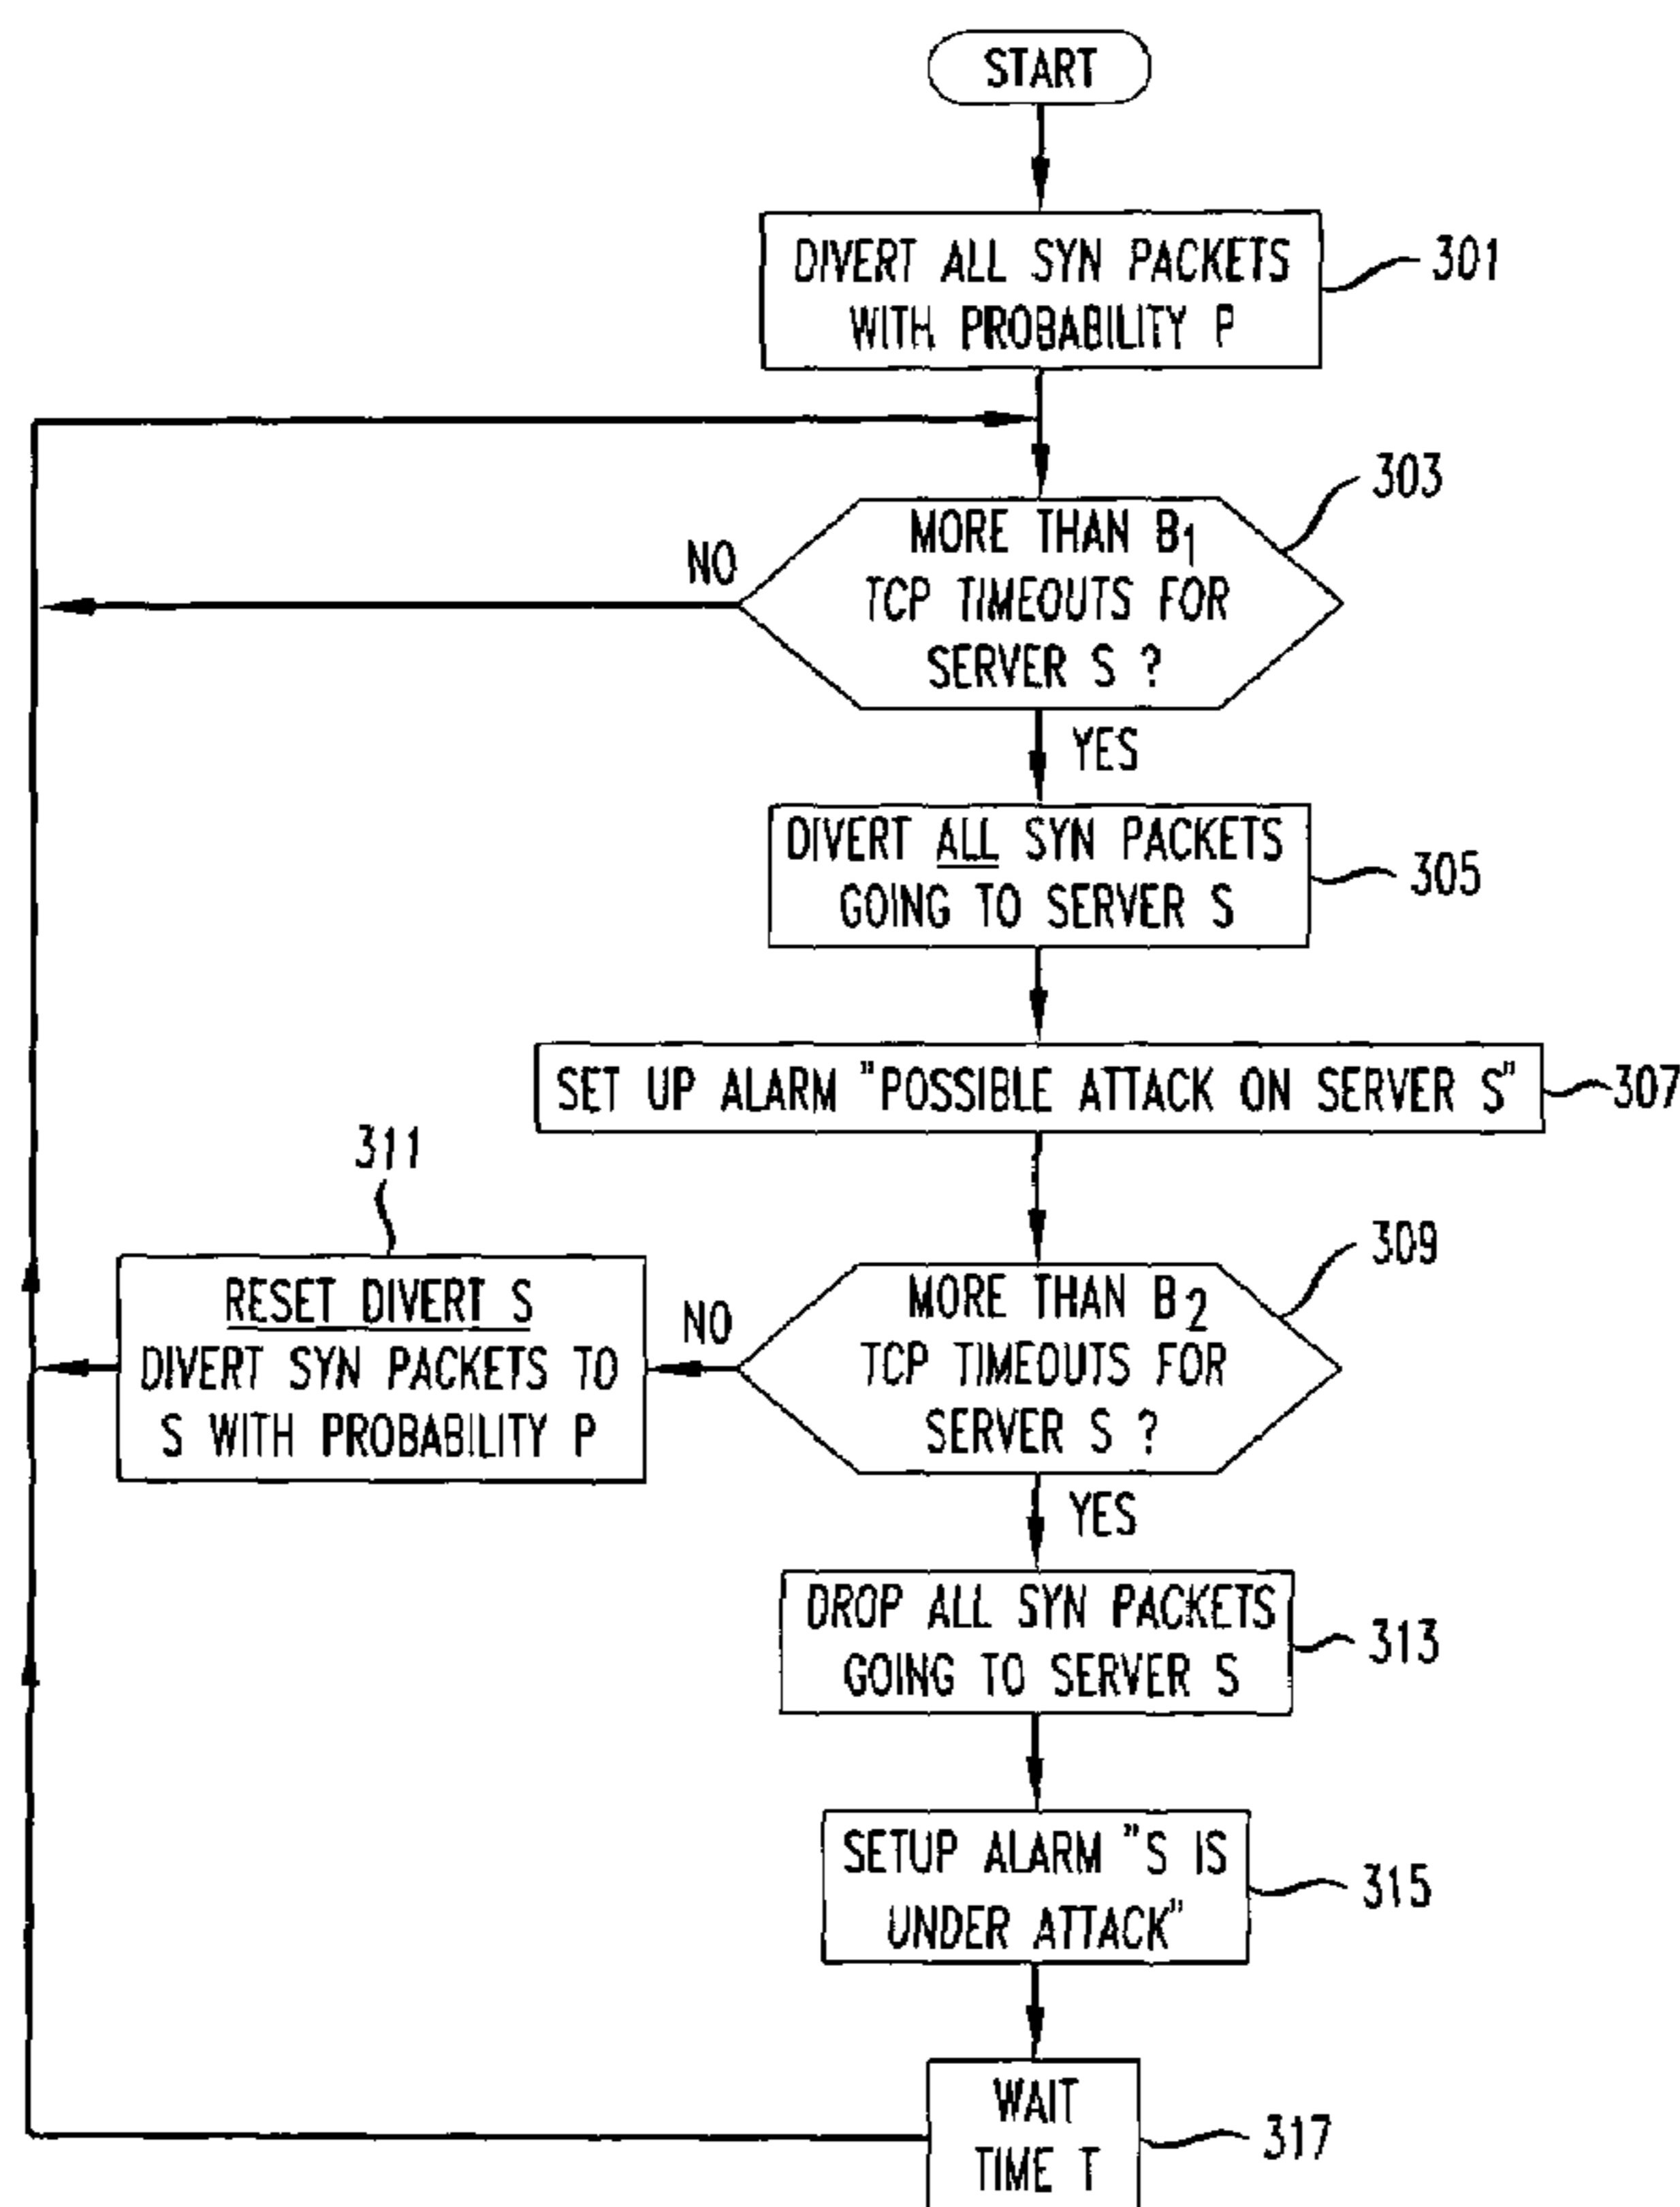 START
DIVERT ALL SYN PACKETS
WITH PROBABILITY P
301
303
MORE THAN B1
TCP TIMEOUTS FOR
SERVER S ?
NO
YES
DIVERT ALL SYN PACKETS
GOING TO SERVER S
305
SET UP ALARM "POSSIBLE ATTACK ON SERVER S"
307
311
RESET DIVERT S
DIVERT SYN PACKETS TO
S WITH PROBABILITY P
309
MORE THAN B2
TCP TIMEOUTS FOR
SERVER S ?
NO
YES
DROP ALL SYN PACKETS
GOING TO SERVER S
313
SETUP ALARM "S IS
UNDER ATTACK"
315
WAIT
TIME T
317